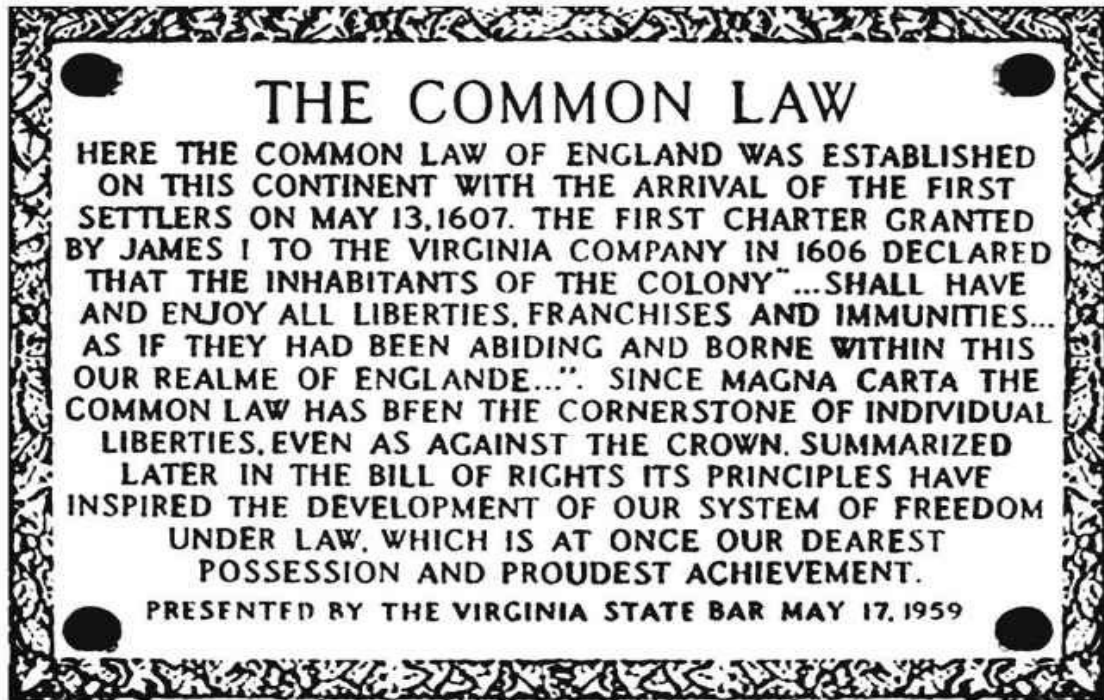 THE COMMON LAW
HERE THE COMMON LAW OF ENGLAND WAS ESTABLISHED
ON THIS CONTINENT WITH THE ARRIVAL OF THE FIRST
SETTLERS ON MAY 13, 1607. THE FIRST CHARTER GRANTED
BY JAMES I TO THE VIRGINIA COMPANY IN 1606 DECLARED
THAT THE INHABITANTS OF THE COLONY "...SHALL HAVE
AND ENJOY ALL LIBERTIES, FRANCHISES AND IMMUNITIES...
AS IF THEY HAD BEEN ABIDING AND BORNE WITHIN THIS
OUR REALME OF ENGLANDE...". SINCE MAGNA CARTA THE
COMMON LAW HAS BEEN THE CORNERSTONE OF INDIVIDUAL
LIBERTIES, EVEN AS AGAINST THE CROWN. SUMMARIZED
LATER IN THE BILL OF RIGHTS ITS PRINCIPLES HAVE
INSPIRED THE DEVELOPMENT OF OUR SYSTEM OF FREEDOM
UNDER LAW, WHICH IS AT ONCE OUR DEAREST
POSSESSION AND PROUDEST ACHIEVEMENT.
PRESENTED BY THE VIRGINIA STATE BAR MAY 17, 1959